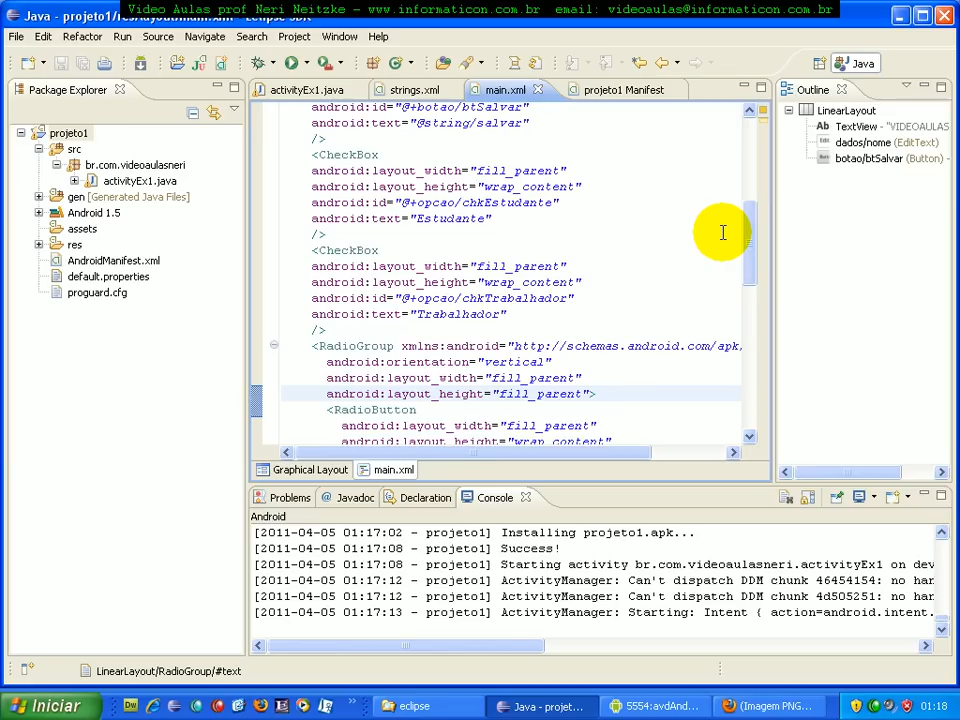 Video Aulas prof Neri Neitzke - www.informaticon.com.br email: videoaulas@informaticon.com.br
Java - projeto1/res/layout/main.xml - Eclipse SDK
File Edit Refactor Run Source Navigate Search Project Window Help
Java
Package Explorer
activityEx1.java strings.xml main.xml projeto1 Manifest
Outline
projeto1
src
br.com.videoaulasneri
activityEx1.java
gen [Generated Java Files]
Android 1.5
assets
res
AndroidManifest.xml
default.properties
proguard.cfg
android:id="@+botao/btSalvar"
android:text="@string/salvar"
/>
<CheckBox
android:layout_width="fill_parent"
android:layout_height="wrap_content"
android:id="@+opcao/chkEstudante"
android:text="Estudante"
/>
<CheckBox
android:layout_width="fill_parent"
android:layout_height="wrap_content"
android:id="@+opcao/chkTrabalhador"
android:text="Trabalhador"
/>
<RadioGroup xmlns:android="http://schemas.android.com/apk,
android:orientation="vertical"
android:layout_width="fill_parent"
android:layout_height="fill_parent">
<RadioButton
android:layout_width="fill_parent"
android:layout_height="wrap_content"
Graphical Layout main.xml
LinearLayout
TextView - "VIDEOAULAS
dados/nome (EditText)
botao/btSalvar (Button) -
Problems Javadoc Declaration Console
Android
[2011-04-05 01:17:02 - projeto1] Installing projeto1.apk...
[2011-04-05 01:17:08 - projeto1] Success!
[2011-04-05 01:17:08 - projeto1] Starting activity br.com.videoaulasneri.activityEx1 on dev
[2011-04-05 01:17:12 - projeto1] ActivityManager: Can't dispatch DDM chunk 46454154: no han
[2011-04-05 01:17:12 - projeto1] ActivityManager: Can't dispatch DDM chunk 4d505251: no han
[2011-04-05 01:17:13 - projeto1] ActivityManager: Starting: Intent { action=android.intent.
LinearLayout/RadioGroup/#text
Iniciar eclipse Java - projet... 5554:avdAnd... (Imagem PNG... 01:18